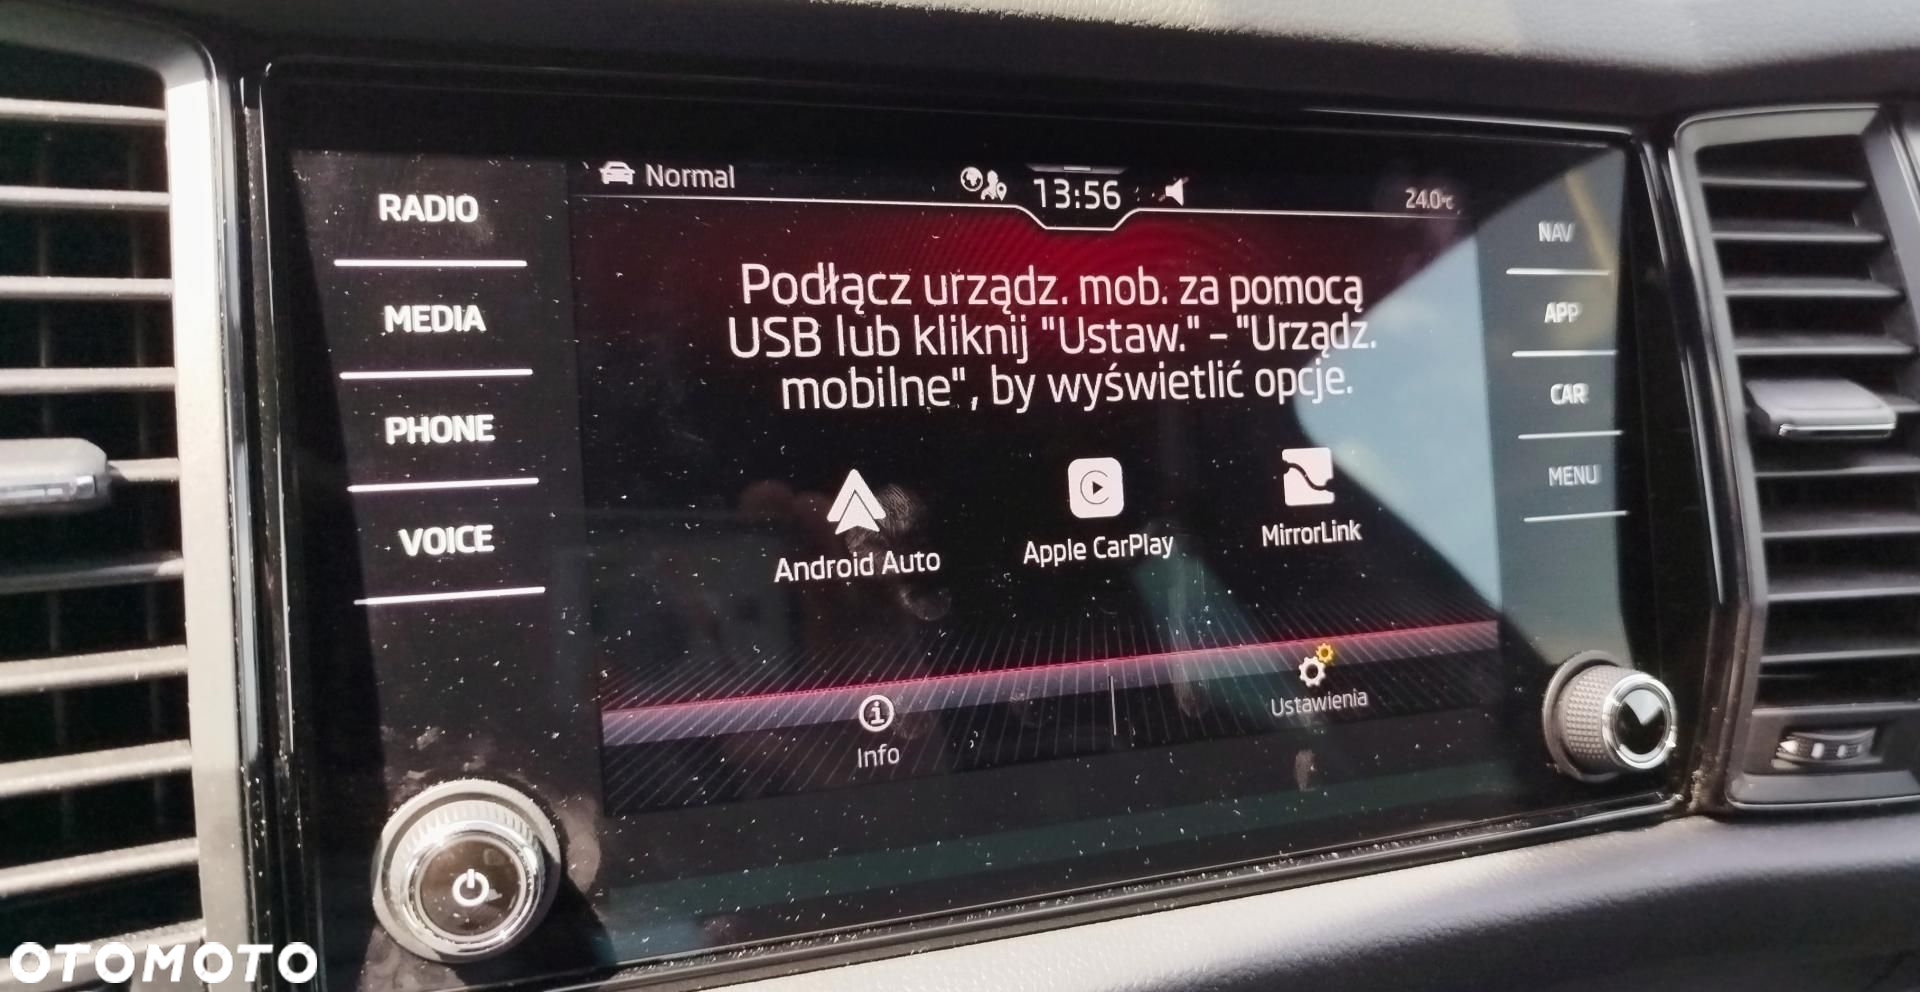 Normal
13:56
24.0°C
RADIO
MEDIA
PHONE
VOICE
Podłącz urządz. mob. za pomocą
USB lub kliknij "Ustaw." - "Urządz.
mobilne", by wyświetlić opcje.
Android Auto
Apple CarPlay
MirrorLink
Info
Ustawienia
NAV
APP
CAR
MENU
OTOMOTO